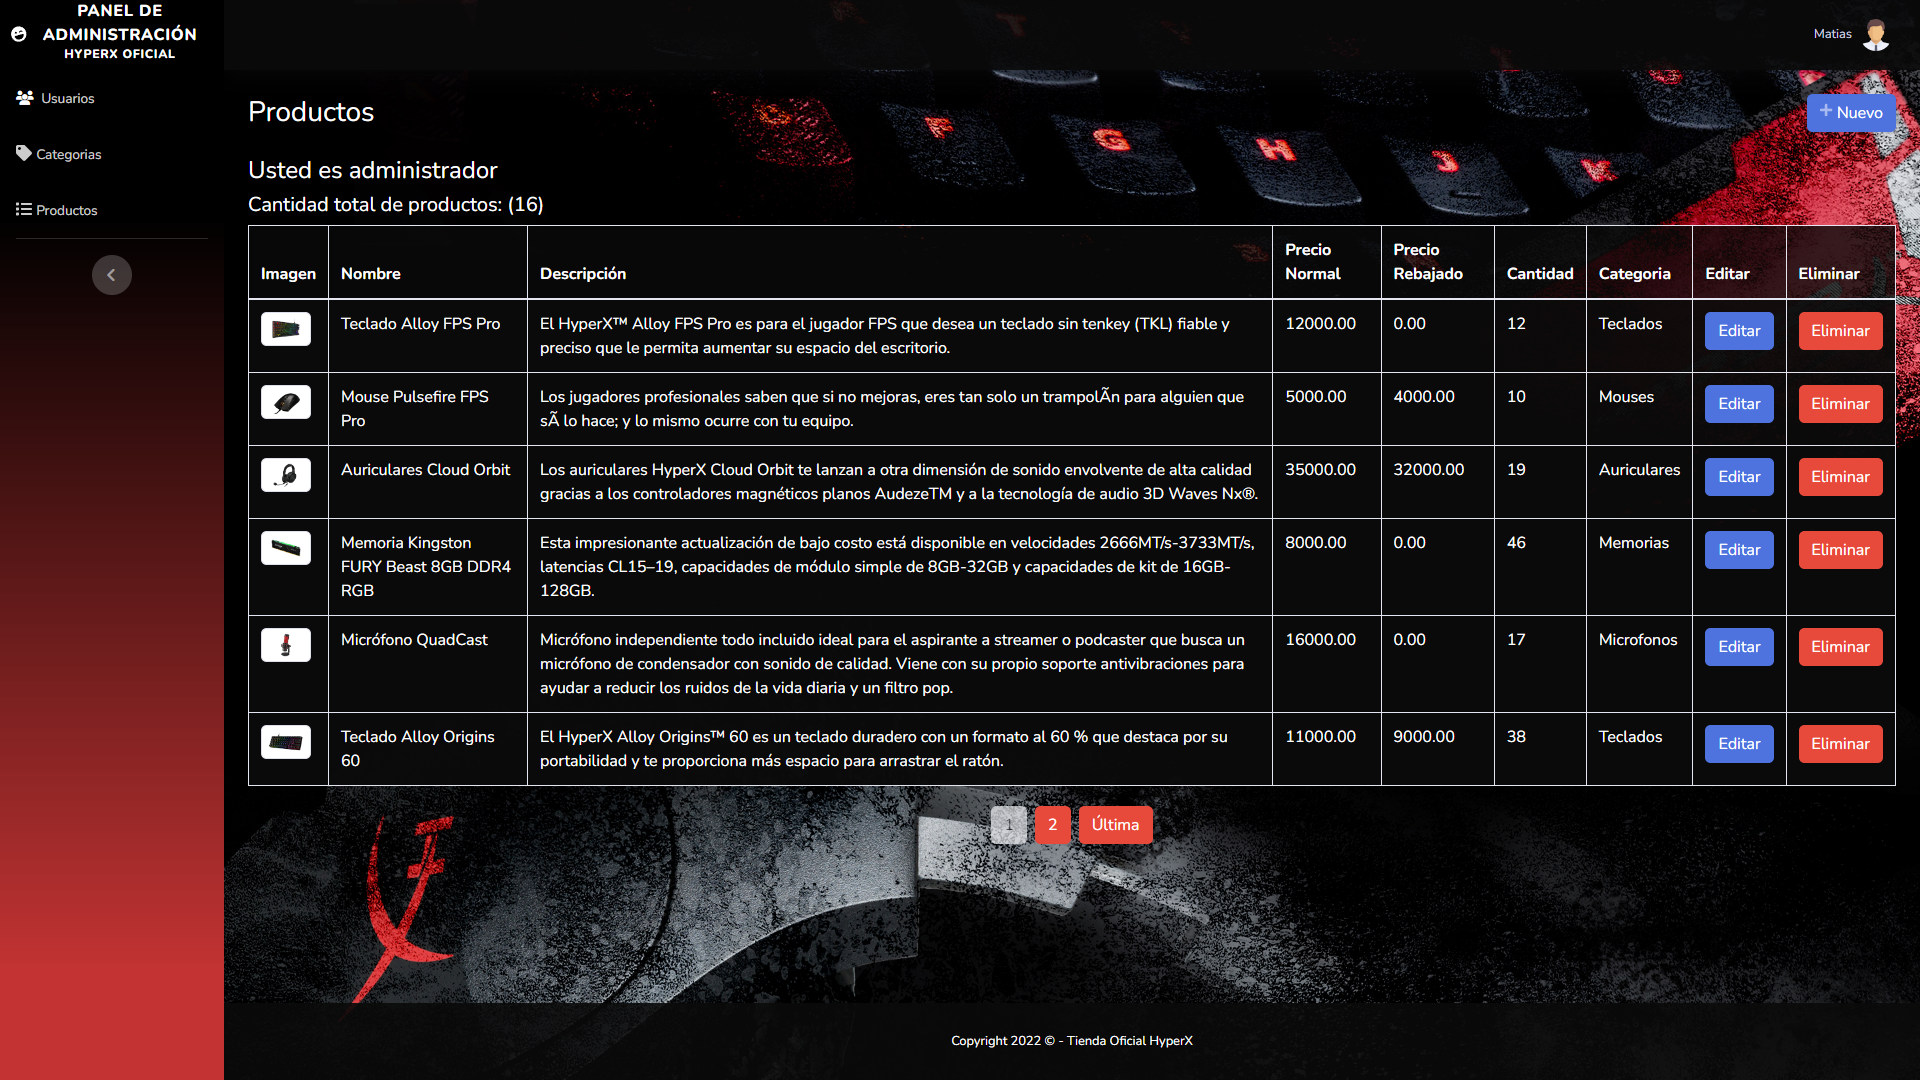 PANEL DE
ADMINISTRACIÓN
HYPERX OFICIAL
Matias
Usuarios
Categorias
Productos
Productos
+ Nuevo
Usted es administrador
Cantidad total de productos: (16)
Imagen Nombre Descripción Precio Normal Precio Rebajado Cantidad Categoria Editar Eliminar
Teclado Alloy FPS Pro
El HyperX™ Alloy FPS Pro es para el jugador FPS que desea un teclado sin tenkey (TKL) fiable y
preciso que le permita aumentar su espacio del escritorio.
12000.00 0.00 12 Teclados Editar Eliminar
Mouse Pulsefire FPS
Pro
Los jugadores profesionales saben que si no mejoras, eres tan solo un trampolÃn para alguien que
sÃ lo hace; y lo mismo ocurre con tu equipo.
5000.00 4000.00 10 Mouses Editar Eliminar
Auriculares Cloud Orbit
Los auriculares HyperX Cloud Orbit te lanzan a otra dimensión de sonido envolvente de alta calidad
gracias a los controladores magnéticos planos AudezeTM y a la tecnología de audio 3D Waves Nx®.
35000.00 32000.00 19 Auriculares Editar Eliminar
Memoria Kingston
FURY Beast 8GB DDR4
RGB
Esta impresionante actualización de bajo costo está disponible en velocidades 2666MT/s-3733MT/s,
latencias CL15–19, capacidades de módulo simple de 8GB-32GB y capacidades de kit de 16GB-
128GB.
8000.00 0.00 46 Memorias Editar Eliminar
Micrófono QuadCast
Micrófono independiente todo incluido ideal para el aspirante a streamer o podcaster que busca un
micrófono de condensador con sonido de calidad. Viene con su propio soporte antivibraciones para
ayudar a reducir los ruidos de la vida diaria y un filtro pop.
16000.00 0.00 17 Microfonos Editar Eliminar
Teclado Alloy Origins
60
El HyperX Alloy Origins™ 60 es un teclado duradero con un formato al 60 % que destaca por su
portabilidad y te proporciona más espacio para arrastrar el ratón.
11000.00 9000.00 38 Teclados Editar Eliminar
1 2 Última
Copyright 2022 © - Tienda Oficial HyperX
F G H J K